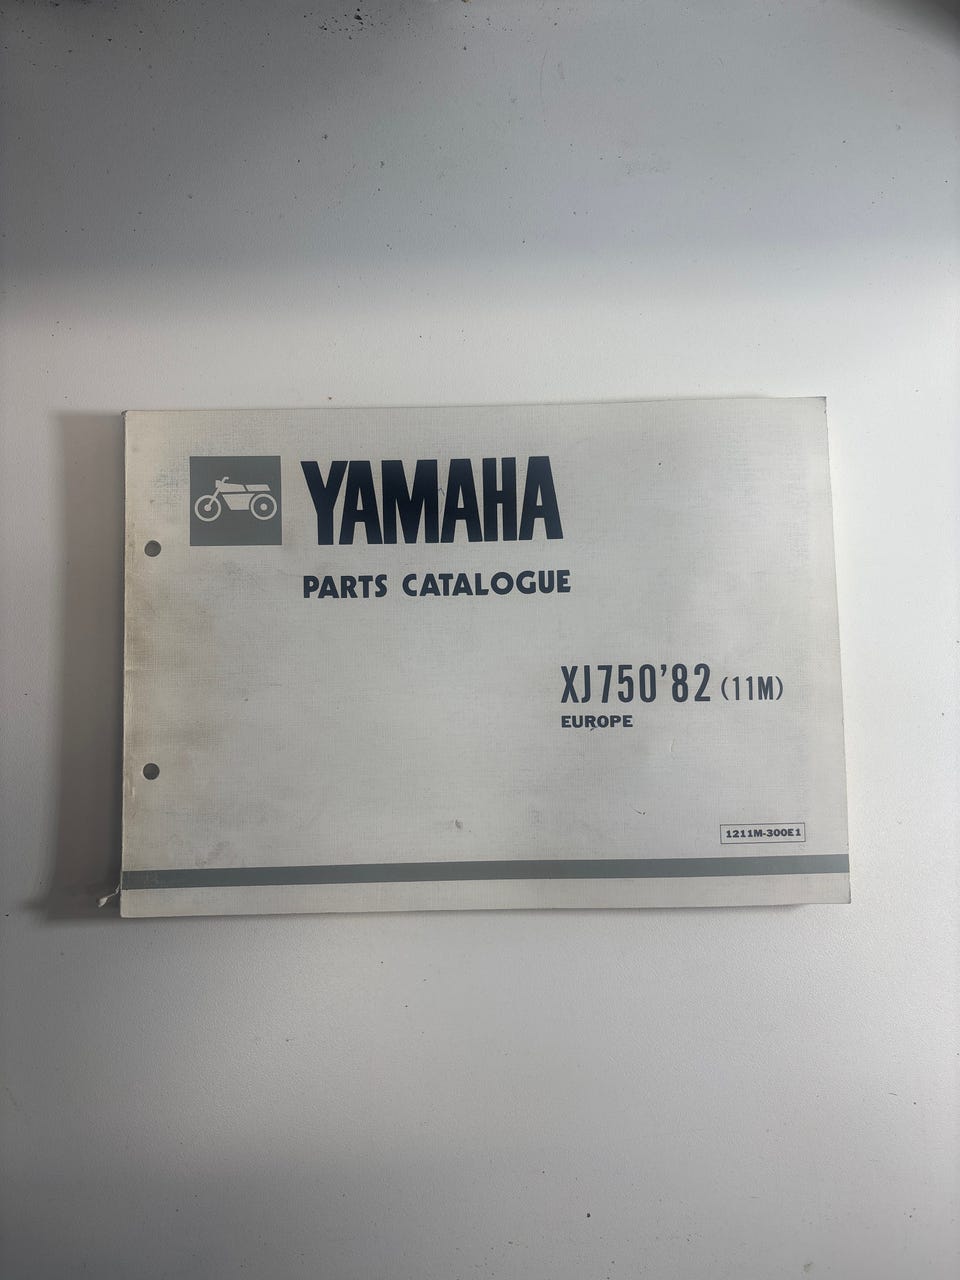 YAMAHA
PARTS CATALOGUE
XJ750'82 (11M)
EUROPE
1211M-300E1